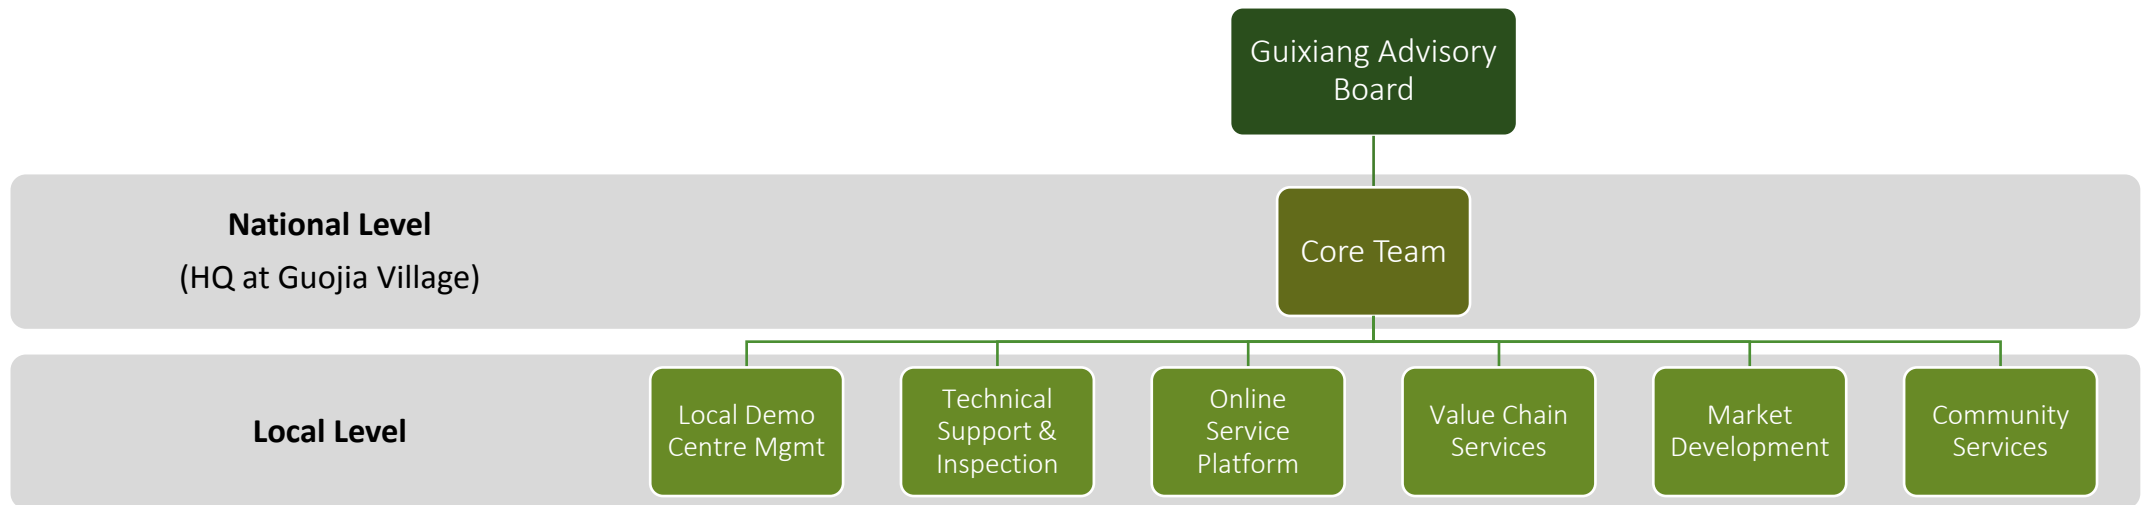 Guixiang Advisory
Board
National Level
(HQ at Guojia Village)
Core Team
Local Level
Local Demo
Centre Mgmt
Technical
Support &
Inspection
Online
Service
Platform
Value Chain
Services
Market
Development
Community
Services